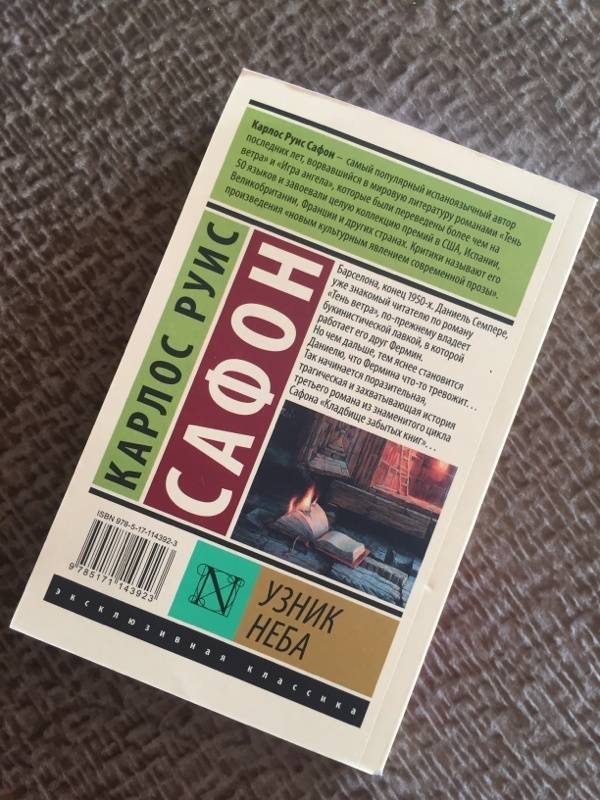 Карлос Руис Сафон – самый популярный испаноязычный автор
последних лет, ворвавшийся в мировую литературу романами «Тень
ветра» и «Игра ангела», которые были переведены более чем на
50 языков и завоевали целую коллекцию премий в США, Испании,
Великобритании, Франции и других странах. Критики называют его
произведения «новым культурным явлением современной прозы».
КАРЛОС РУИС
САФОН
Барселона, конец 1950-х. Даниель Семпере,
уже знакомый читателю по роману
«Тень ветра», по-прежнему владеет
букинистической лавкой, в которой
работает его друг Фермин.
Но чем дальше, тем яснее становится
Даниелю, что Фермина что-то тревожит…
Так начинается поразительная,
трагическая и захватывающая история
третьего романа из знаменитого цикла
Сафона «Кладбище забытых книг»…
ISBN 978-5-17-114392-3
9 785171 143923
N
УЗНИК
НЕБА
эксклюзивная классика